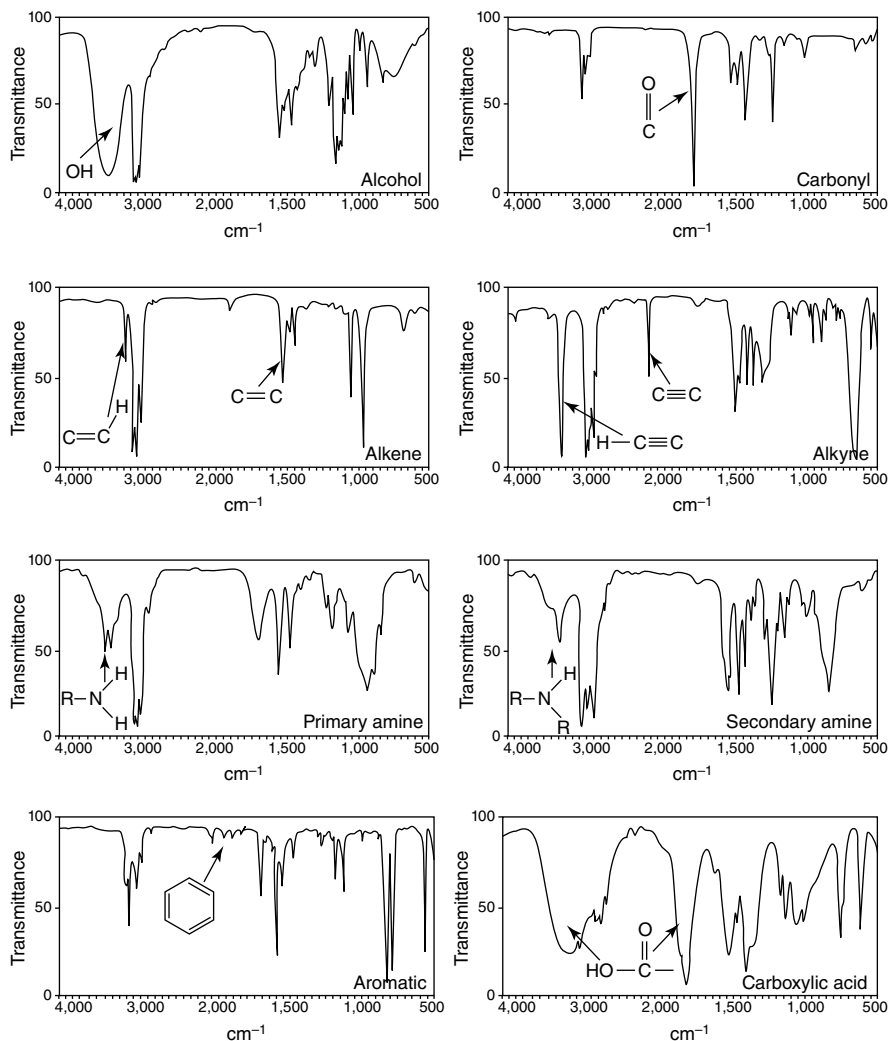 100
Transmittance
50
OH
0
Alcohol
4,000 3,000 2,000 1,500 1,000 500
cm⁻¹
100
Transmittance
O
50
C
0
Carbonyl
4,000 3,000 2,000 1,500 1,000 500
cm⁻¹
100
Transmittance
50
C=C
H
C=C
0
Alkene
4,000 3,000 2,000 1,500 1,000 500
cm⁻¹
100
Transmittance
50
C≡C
H–C≡C
0
Alkyne
4,000 3,000 2,000 1,500 1,000 500
cm⁻¹
100
Transmittance
50
H
R–N
H
0
Primary amine
4,000 3,000 2,000 1,500 1,000 500
cm⁻¹
100
Transmittance
50
H
R–N
R
0
Secondary amine
4,000 3,000 2,000 1,500 1,000 500
cm⁻¹
100
Transmittance
50
0
Aromatic
4,000 3,000 2,000 1,500 1,000 500
cm⁻¹
100
Transmittance
50
O
HO–C–
0
Carboxylic acid
4,000 3,000 2,000 1,500 1,000 500
cm⁻¹